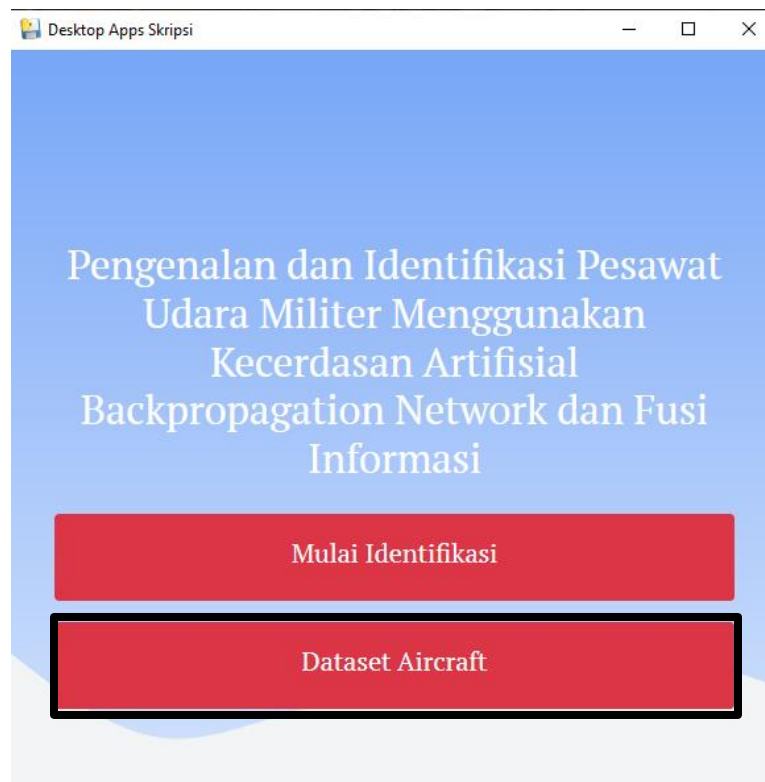 Desktop Apps Skripsi
Pengenalan dan Identifikasi Pesawat
Udara Militer Menggunakan
Kecerdasan Artifisial
Backpropagation Network dan Fusi
Informasi
Mulai Identifikasi
Dataset Aircraft